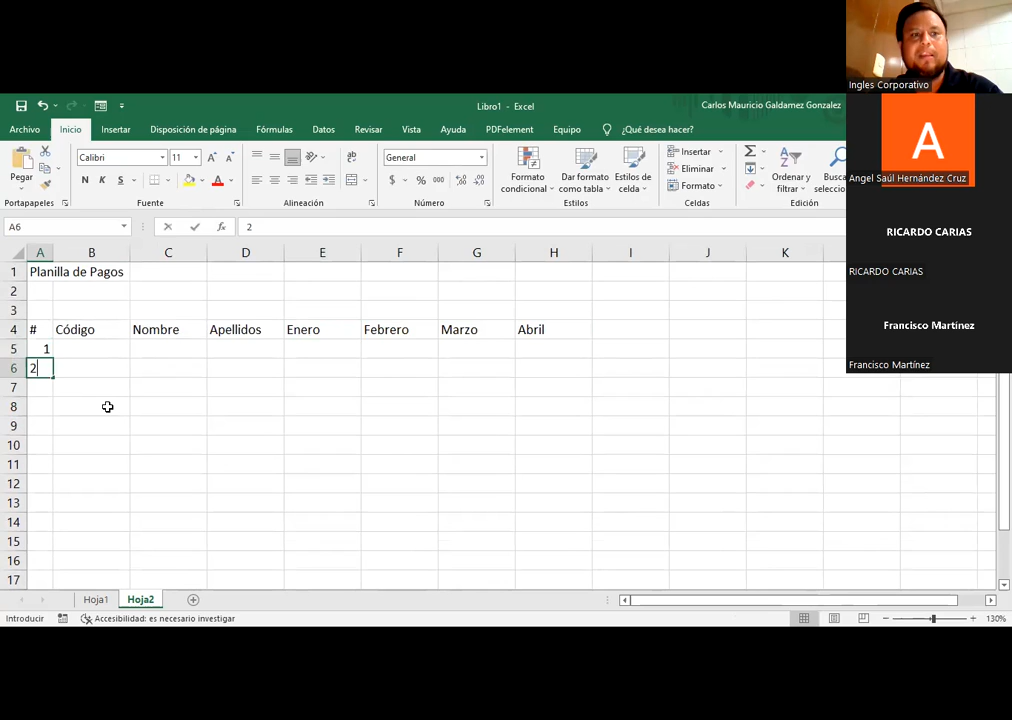 Libro1 - Excel
Carlos Mauricio Galdamez Gonzalez
Ingles Corporativo
Archivo Inicio Insertar Disposición de página Fórmulas Datos Revisar Vista Ayuda PDFelement Equipo ¿Qué desea hacer?
Pegar
Calibri 11
N K S
ab
General
$ % 000
Formato condicional
Dar formato como tabla
Estilos de celda
Insertar
Eliminar
Formato
Ordenar y filtrar
Portapapeles Fuente Alineación Número Estilos Celdas Edición
A
Angel Saúl Hernández Cruz
RICARDO CARIAS
RICARDO CARIAS
Francisco Martínez
Francisco Martínez
A6 fx 2
A B C D E F G H I J K
1 Planilla de Pagos
2
3
4 # Código Nombre Apellidos Enero Febrero Marzo Abril
5 1
6 2
7
8
9
10
11
12
13
14
15
16
17
Hoja1 Hoja2
Introducir Accesibilidad: es necesario investigar 130%